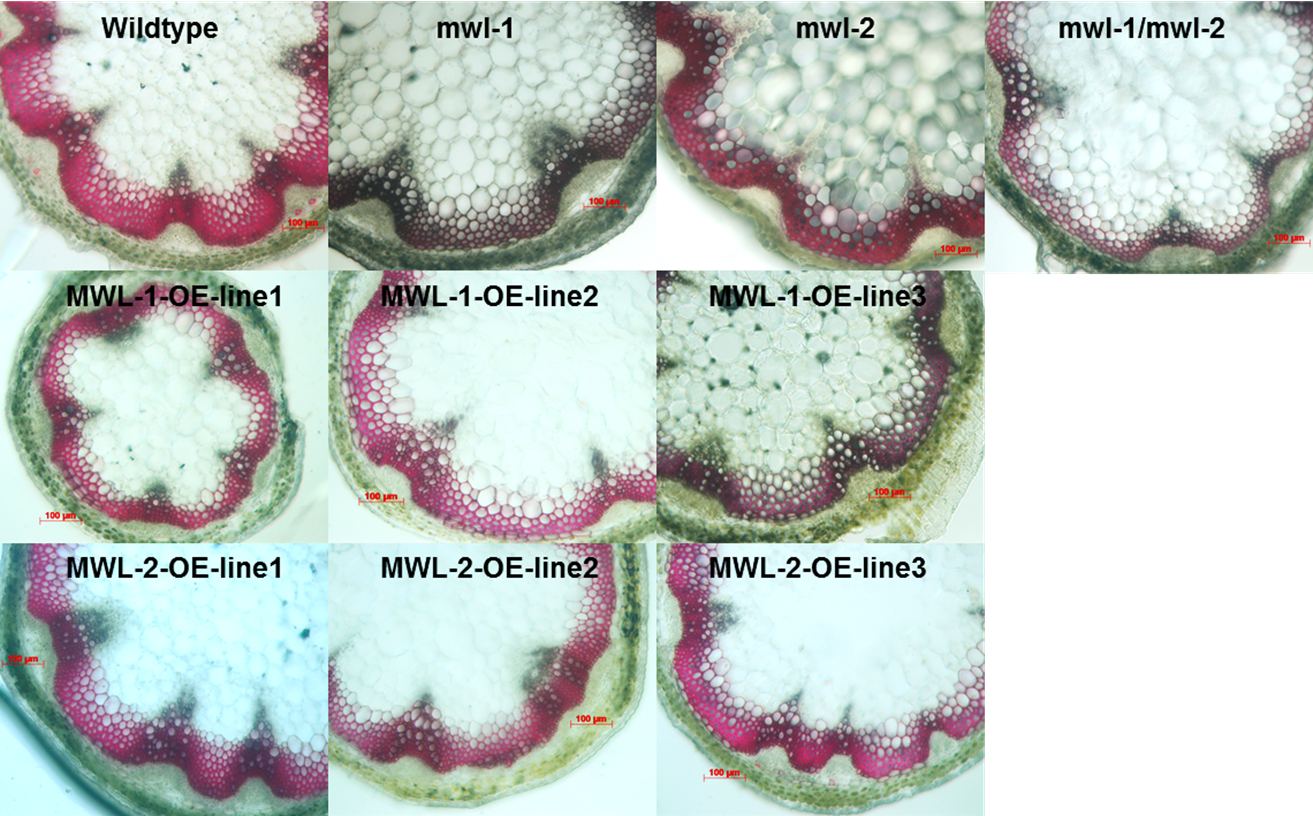 Wildtype
mwl-1
mwl-2
mwl-1/mwl-2
100 µm
100 µm
100 µm
100 µm
MWL-1-OE-line1
MWL-1-OE-line2
MWL-1-OE-line3
100 µm
100 µm
100 µm
MWL-2-OE-line1
MWL-2-OE-line2
MWL-2-OE-line3
100 µm
100 µm
100 µm